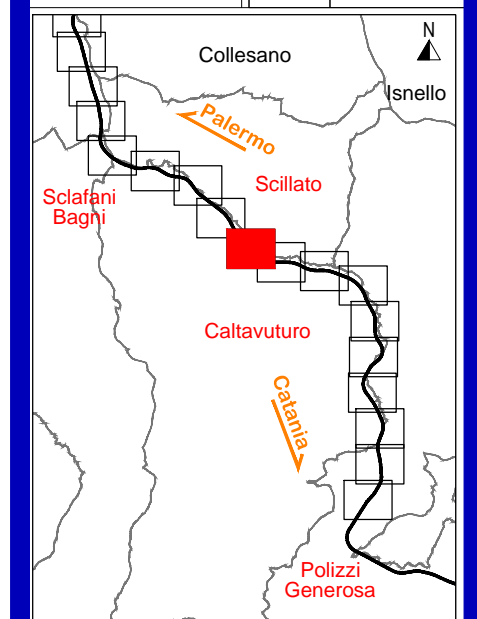 N
Collesano
Isnello
Palermo
Scillato
Sclafani
Bagni
Caltavuturo
Catania
Polizzi
Generosa